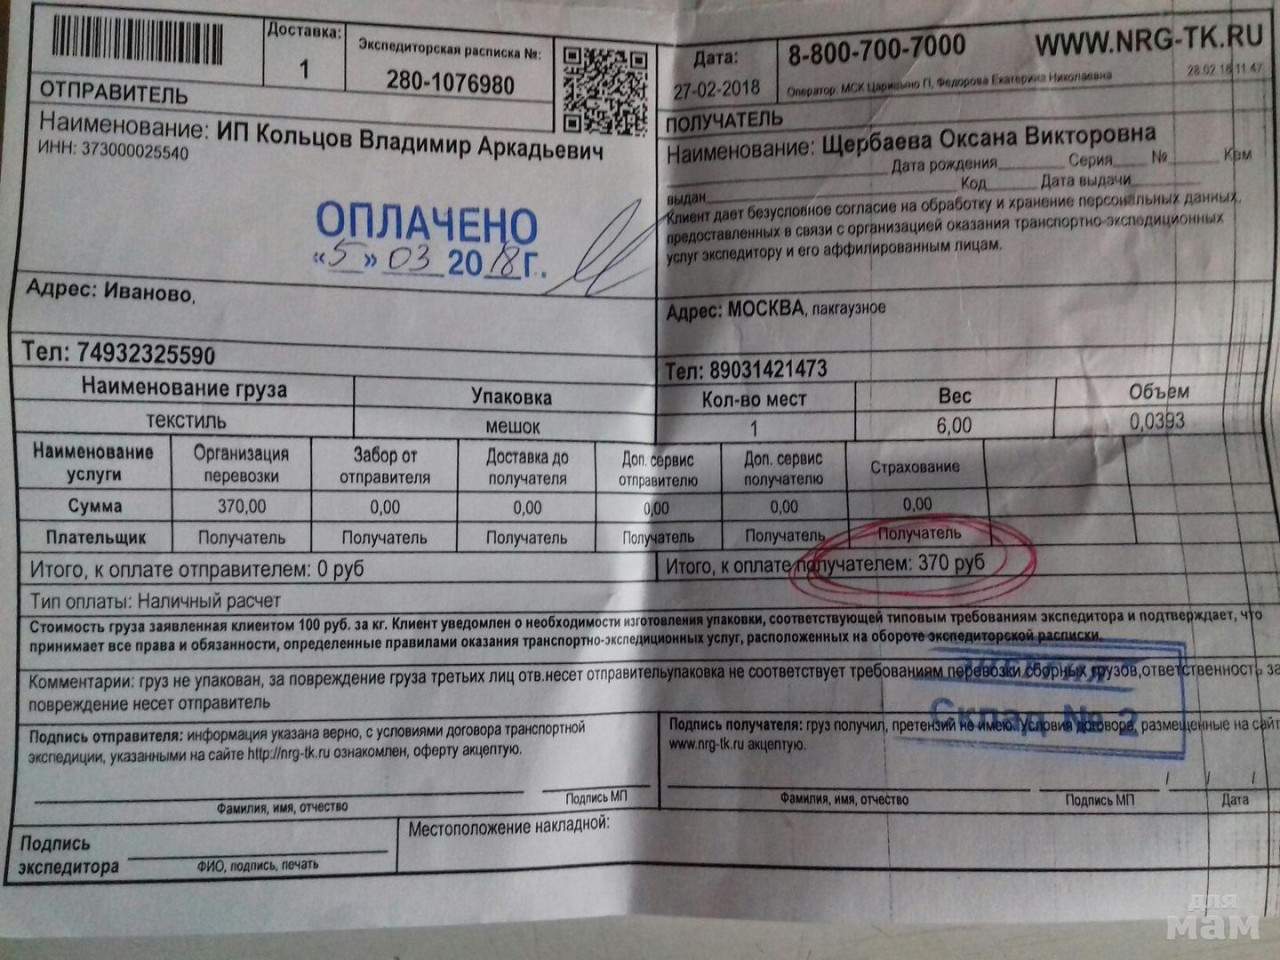 Доставка:
1
Экспедиторская расписка №:
280-1076980
Дата:
27-02-2018
8-800-700-7000
WWW.NRG-TK.RU
Оператор: МСК Царицыно П, Федорова Екатерина Николаевна
28.02.18 11:47
ОТПРАВИТЕЛЬ
Наименование: ИП Кольцов Владимир Аркадьевич
ИНН: 373000025540
ОПЛАЧЕНО
«5» 03 2018г.
Адрес: Иваново,
Тел: 74932325590
ПОЛУЧАТЕЛЬ
Наименование: Щербаева Оксана Викторовна
Дата рождения Серия № Кем
выдан Код Дата выдачи
Клиент дает безусловное согласие на обработку и хранение персональных данных,
предоставленных в связи с организацией оказания транспортно-экспедиционных
услуг экспедитору и его аффилированным лицам.
Адрес: МОСКВА, пакгаузное
Тел: 89031421473
Наименование груза Упаковка Кол-во мест Вес Объем
текстиль мешок 1 6,00 0,0393
Наименование услуги Организация перевозки Забор от отправителя Доставка до получателя Доп. сервис отправителю Доп. сервис получателю Страхование
Сумма 370,00 0,00 0,00 0,00 0,00 0,00
Плательщик Получатель Получатель Получатель Получатель Получатель Получатель
Итого, к оплате отправителем: 0 руб
Итого, к оплате получателем: 370 руб
Тип оплаты: Наличный расчет
Стоимость груза заявленная клиентом 100 руб. за кг. Клиент уведомлен о необходимости изготовления упаковки, соответствующей типовым требованиям экспедитора и подтверждает, что
принимает все права и обязанности, определенные правилами оказания транспортно-экспедиционных услуг, расположенных на обороте экспедиторской расписки.
Комментарии: груз не упакован, за повреждение груза третьих лиц отв.несет отправительупаковка не соответствует требованиям перевозки сборных грузов,ответственность за
повреждение несет отправитель
Склад № 2
Подпись отправителя: информация указана верно, с условиями договора транспортной
экспедиции, указанными на сайте http://nrg-tk.ru ознакомлен, оферту акцептую.
Фамилия, имя, отчество Подпись МП
Подпись получателя: груз получил, претензий не имею. Условия договора, размещенные на сайт
www.nrg-tk.ru акцептую.
Фамилия, имя, отчество Подпись МП Дата
Подпись
экспедитора
ФИО, подпись, печать
Местоположение накладной:
для
мам